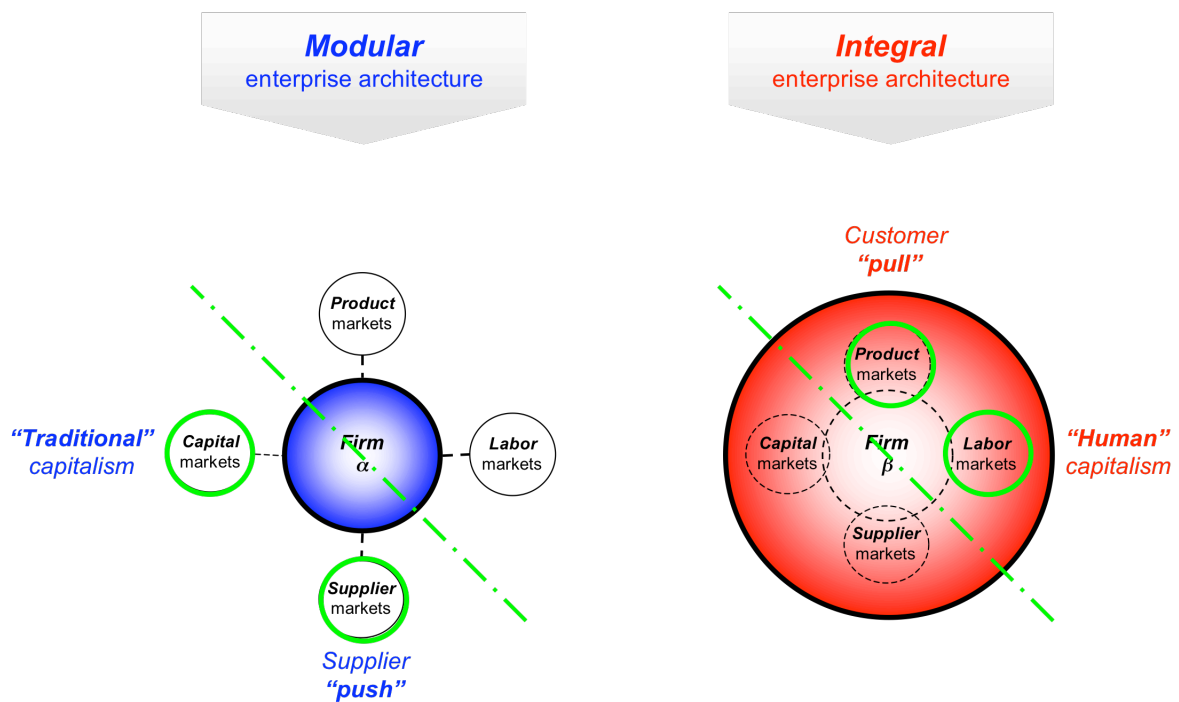 Modular
enterprise architecture
Integral
enterprise architecture
Product
markets
“Traditional”
capitalism
Capital
markets
Firm
α
Labor
markets
Supplier
markets
Supplier
“push”
Customer
“pull”
Product
markets
Capital
markets
Firm
β
Labor
markets
“Human”
capitalism
Supplier
markets